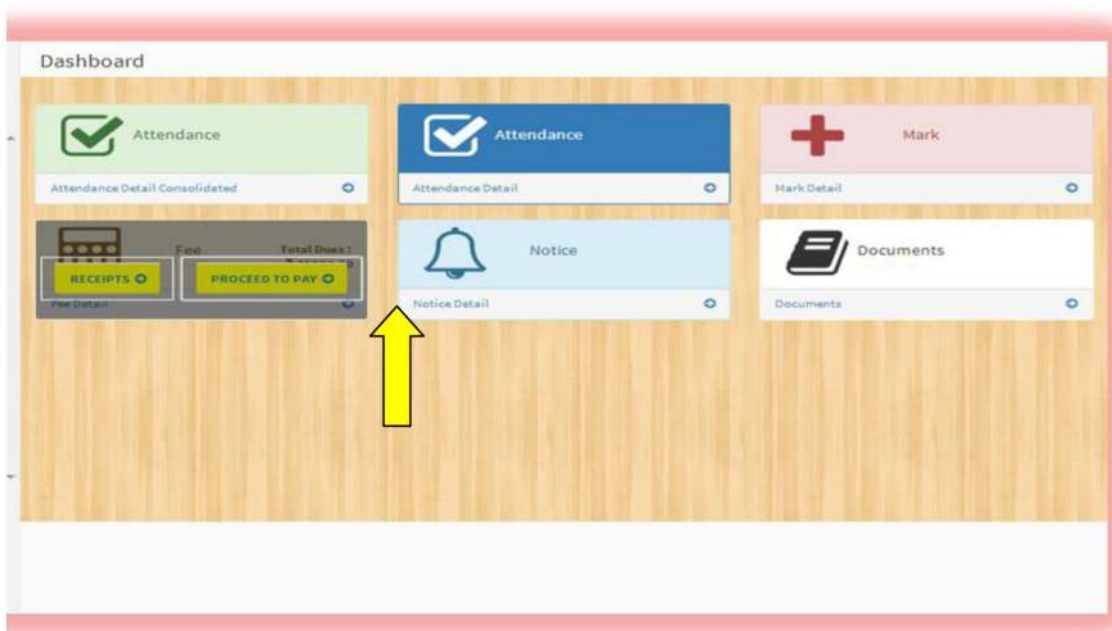 Dashboard
Attendance
Attendance Detail Consolidated
Attendance
Attendance Detail
Mark
Mark Detail
Fee
Total Dues :
RECEIPTS
PROCEED TO PAY
Fee Detail
Notice
Notice Detail
Documents
Documents